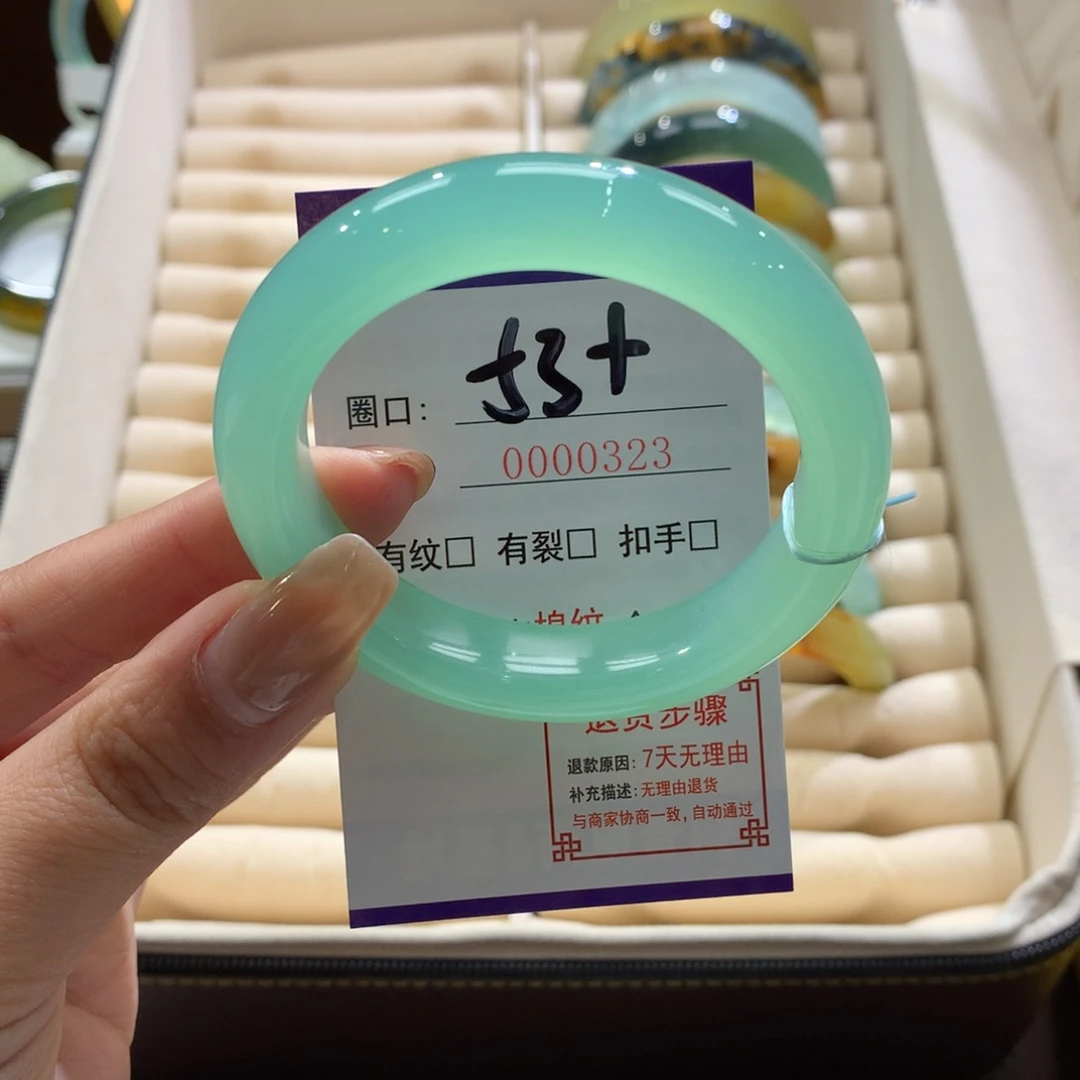 圈口: 53+
0000323
有纹□ 有裂□ 扣手□
棉纹
退货步骤
退款原因: 7天无理由
补充描述: 无理由退货
与商家协商一致, 自动通过